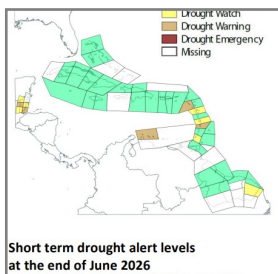 Drought Watch
Drought Warning
Drought Emergency
Missing
Short term drought alert levels
at the end of June 2026